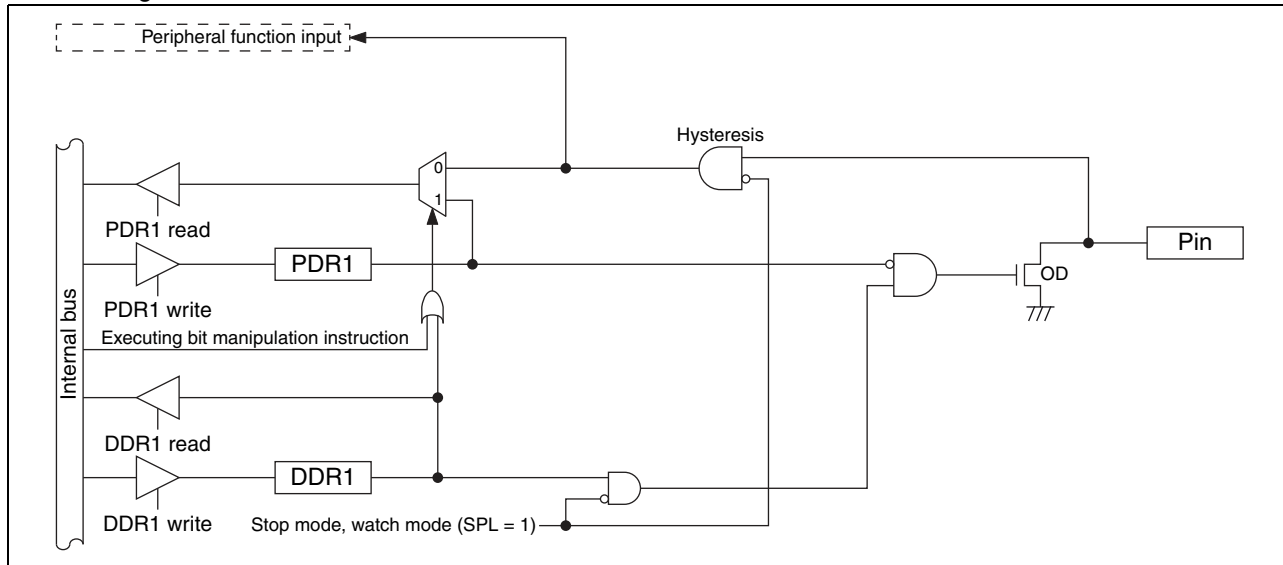 Peripheral function input
Hysteresis
0
1
PDR1 read
Pin
PDR1
OD
PDR1 write
Executing bit manipulation instruction
Internal bus
DDR1 read
DDR1
DDR1 write
Stop mode, watch mode (SPL = 1)